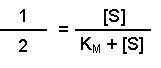 1/2 = [S]/(K_M + [S])